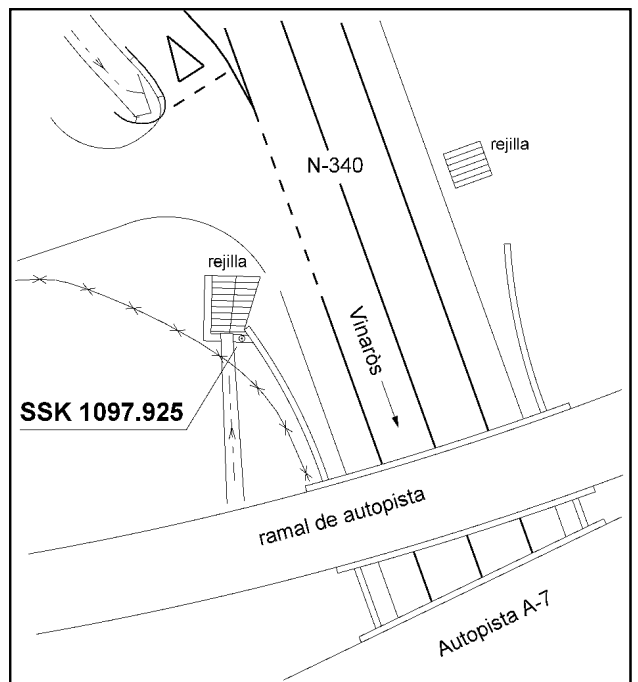 N-340
rejilla
rejilla
Vinaròs
SSK 1097.925
ramal de autopista
Autopista A-7